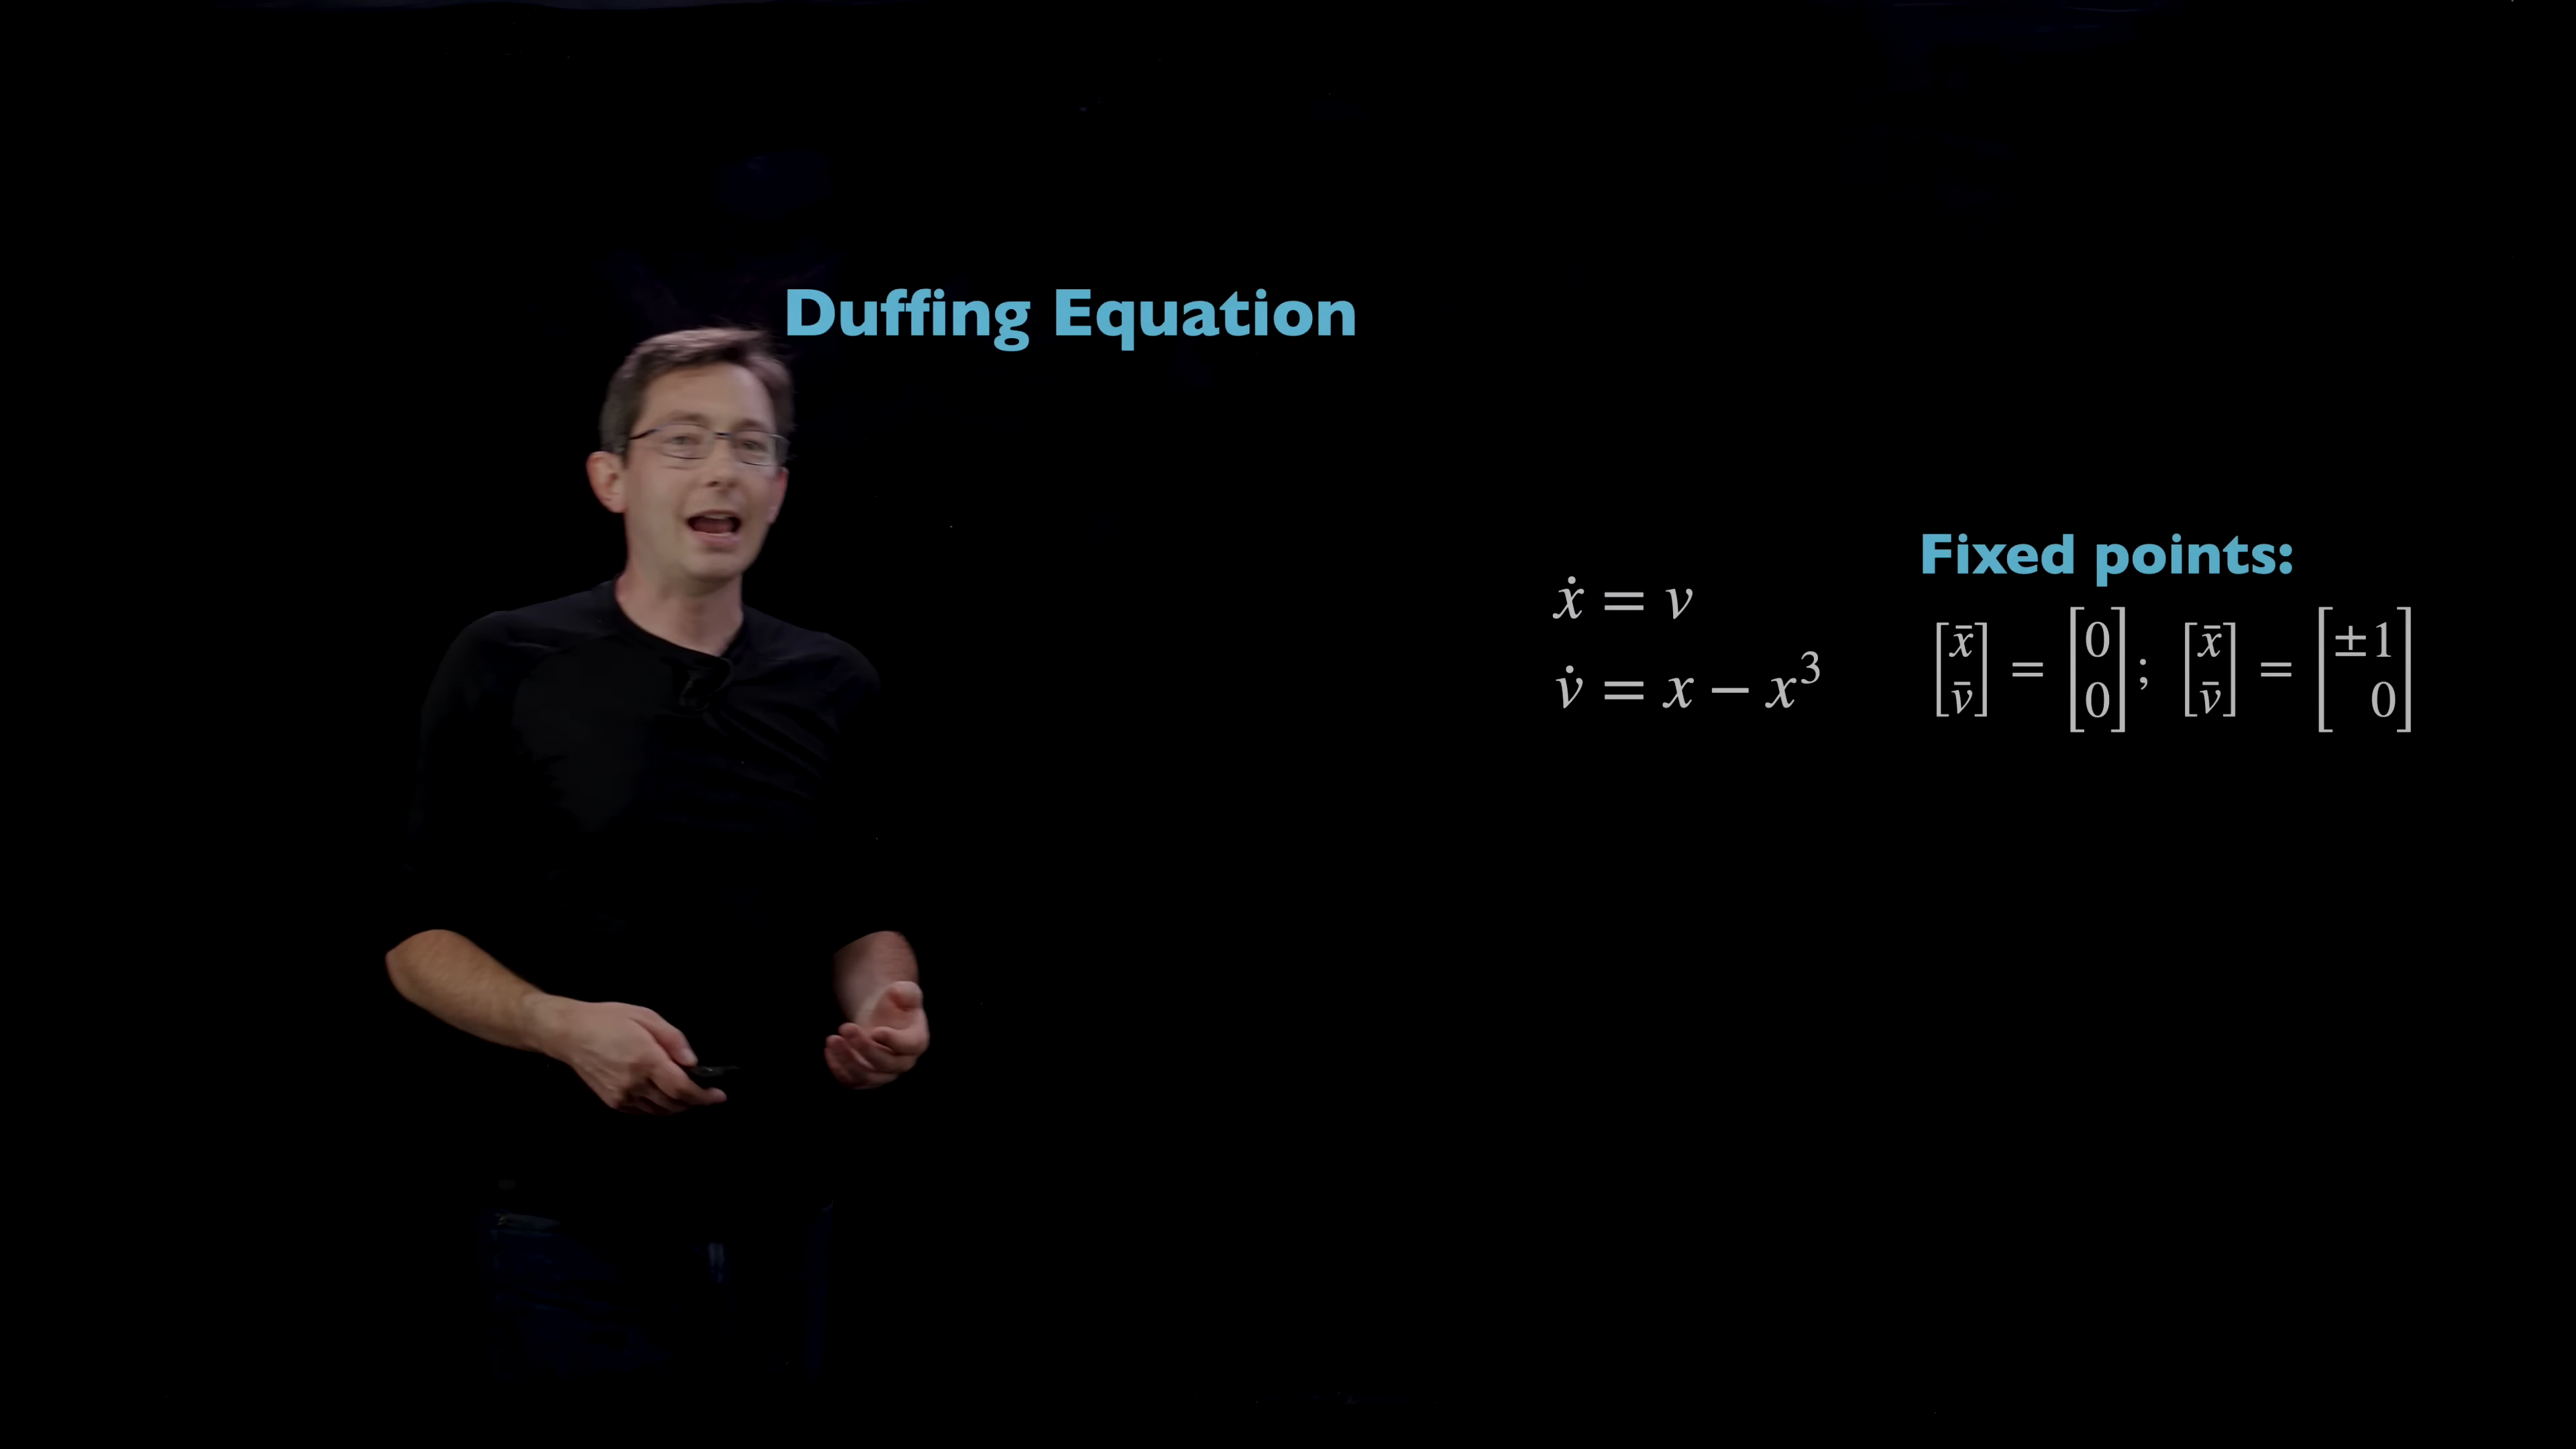 Duffing Equation
Fixed points:
ẋ = v
v̇ = x − x³
[x̄ v̄] = [0 0]; [x̄ v̄] = [±1 0]